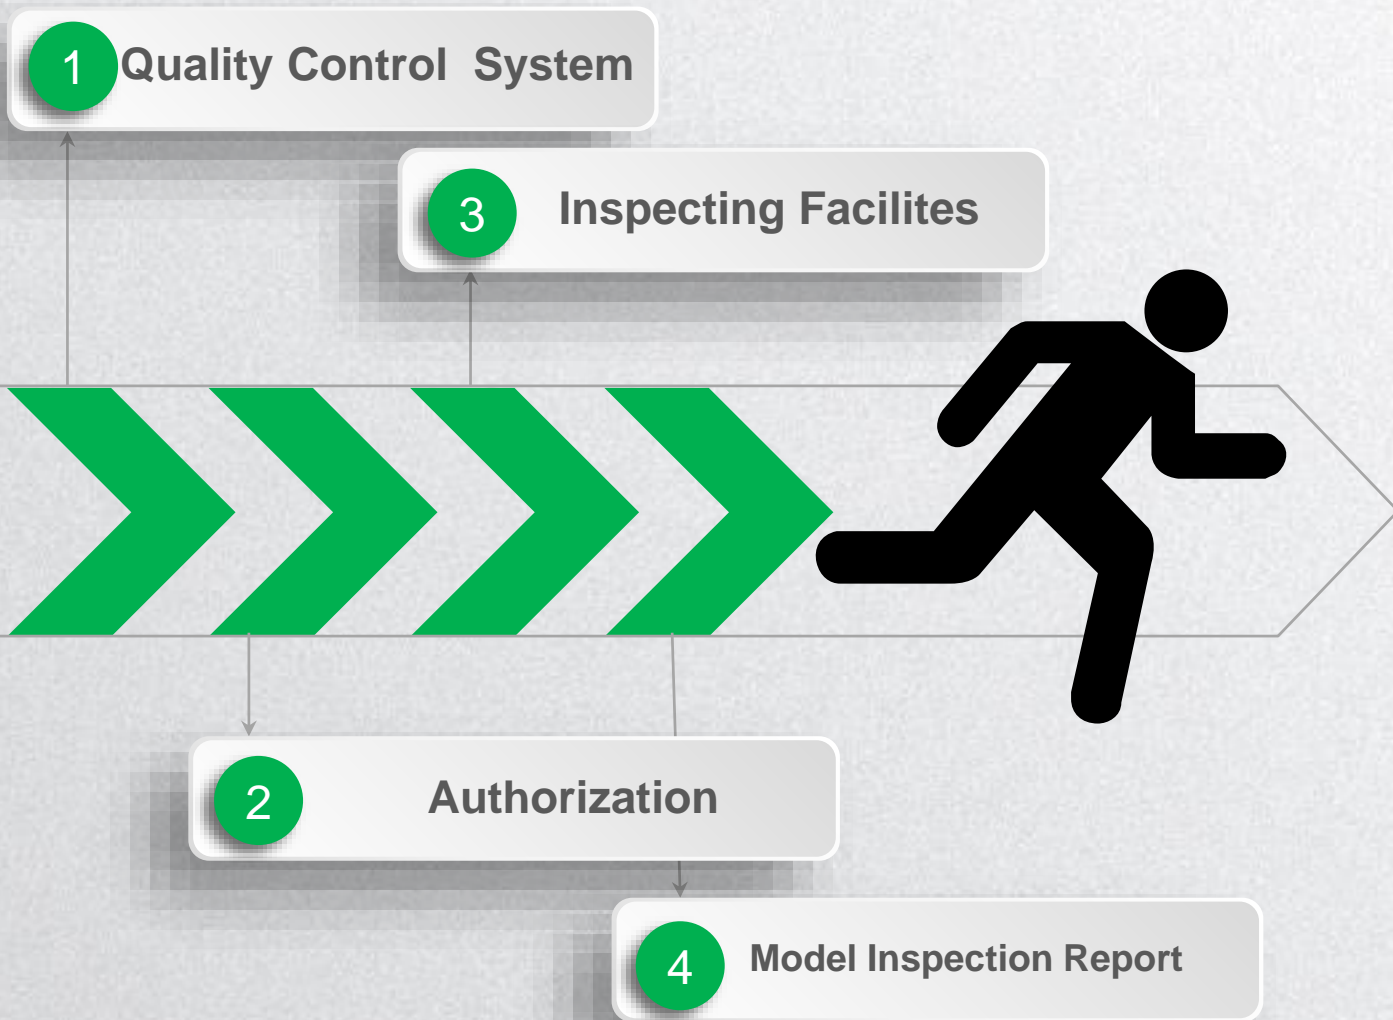 1 Quality Control System
3 Inspecting Facilites
2 Authorization
4 Model Inspection Report